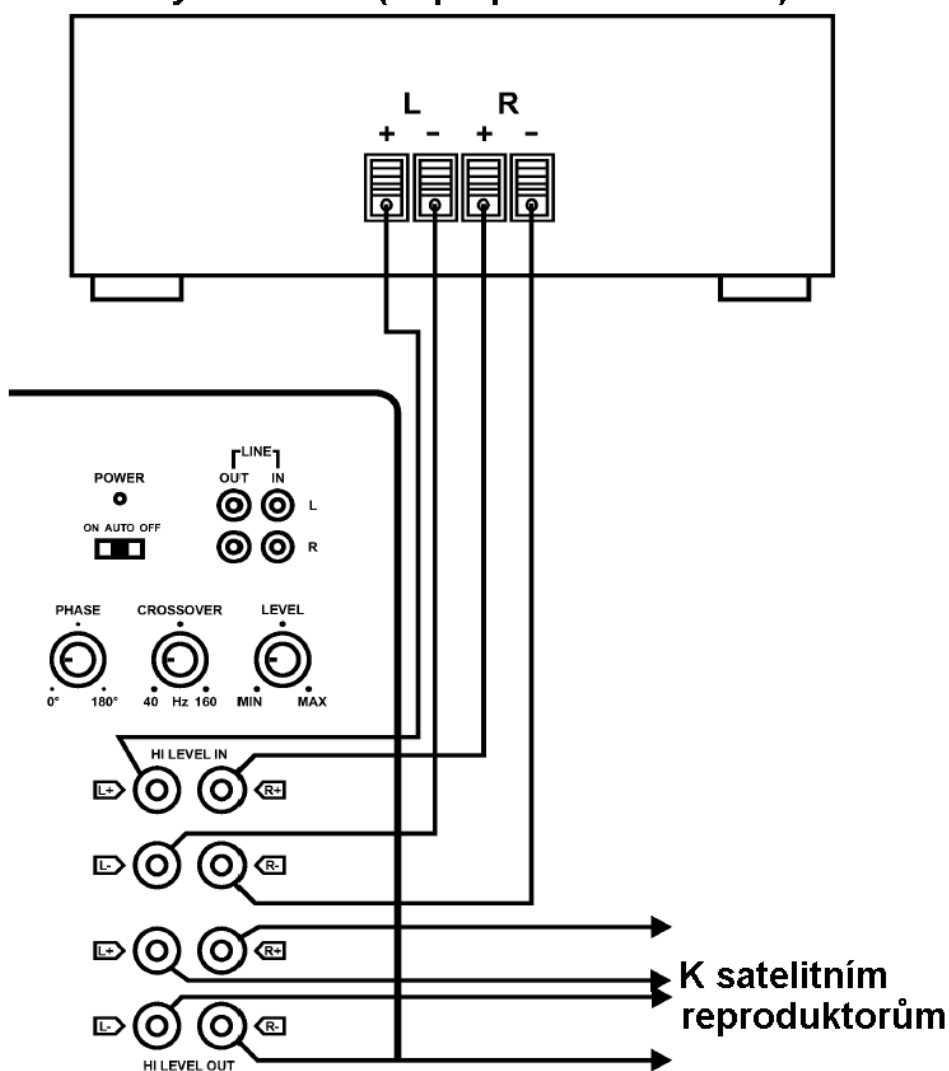 L R
+ − + −
LINE
OUT IN
POWER
L
ON AUTO OFF
R
PHASE CROSSOVER LEVEL
0° 180° 40 Hz 160 MIN MAX
HI LEVEL IN
L+ R+
L- R-
L+ R+
K satelitním
reproduktorům
L- R-
HI LEVEL OUT